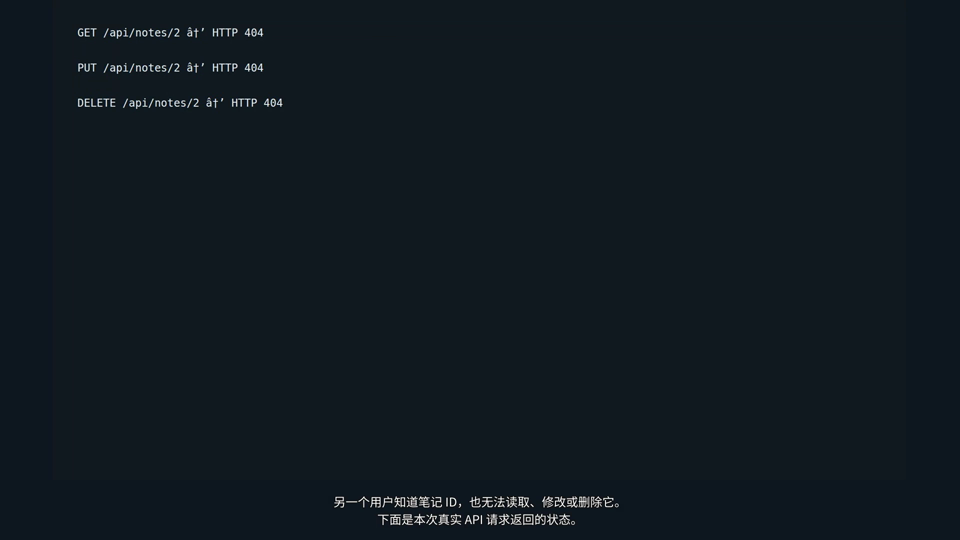 GET /api/notes/2 â†’ HTTP 404
PUT /api/notes/2 â†’ HTTP 404
DELETE /api/notes/2 â†’ HTTP 404
另一个用户知道笔记 ID，也无法读取、修改或删除它。
下面是本次真实 API 请求返回的状态。